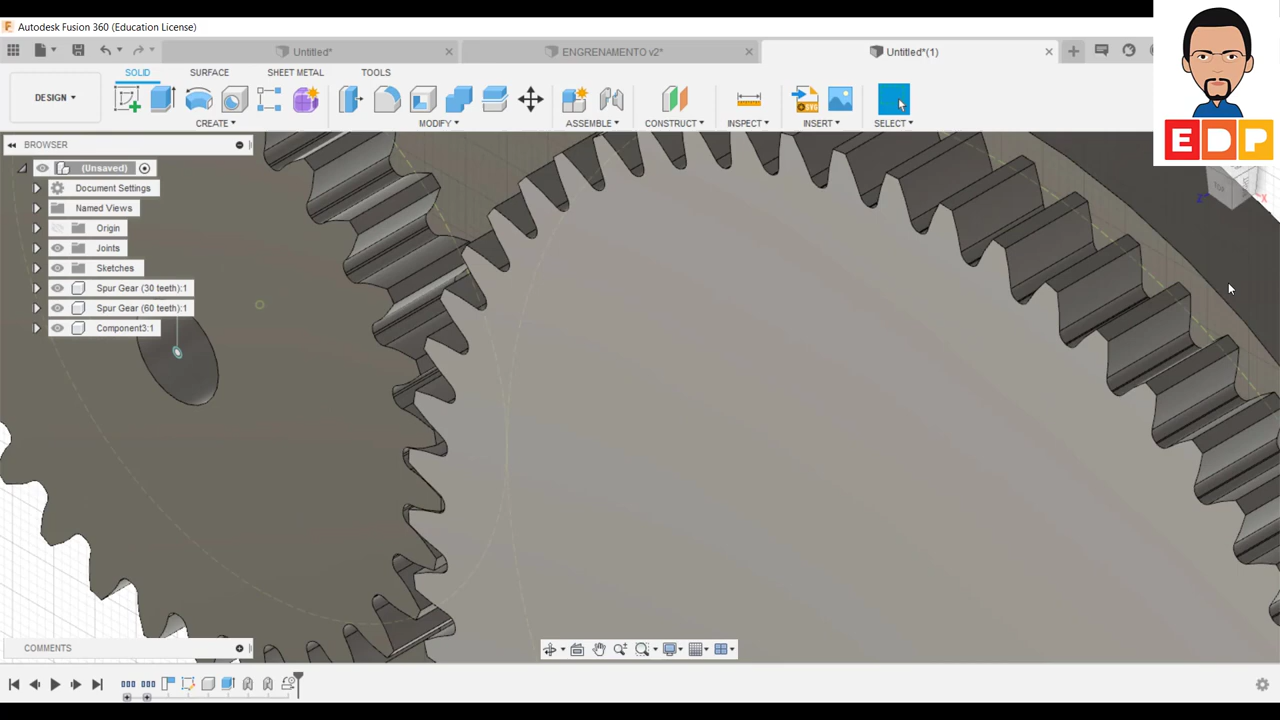 Autodesk Fusion 360 (Education License)
Untitled*
ENGRENAMENTO v2*
Untitled*(1)
SOLID SURFACE SHEET METAL TOOLS
DESIGN
CREATE MODIFY ASSEMBLE CONSTRUCT INSPECT INSERT SELECT
SVG
EDP
BROWSER
(Unsaved)
Document Settings
Named Views
Origin
Joints
Sketches
Spur Gear (30 teeth):1
Spur Gear (60 teeth):1
Component3:1
TOP
Z X
COMMENTS